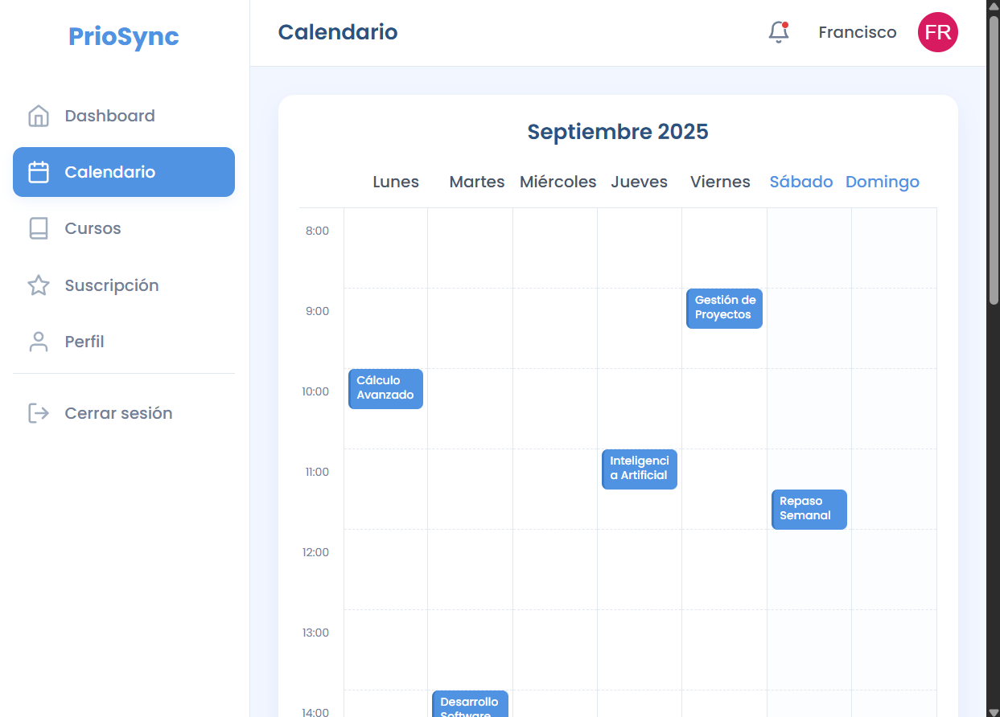 PrioSync
Dashboard
Calendario
Cursos
Suscripción
Perfil
Cerrar sesión
Calendario
Francisco
FR
Septiembre 2025
Lunes Martes Miércoles Jueves Viernes Sábado Domingo
8:00
9:00
Gestión de
Proyectos
10:00
Cálculo
Avanzado
11:00
Inteligenci
a Artificial
Repaso
Semanal
12:00
13:00
14:00
Desarrollo
Software